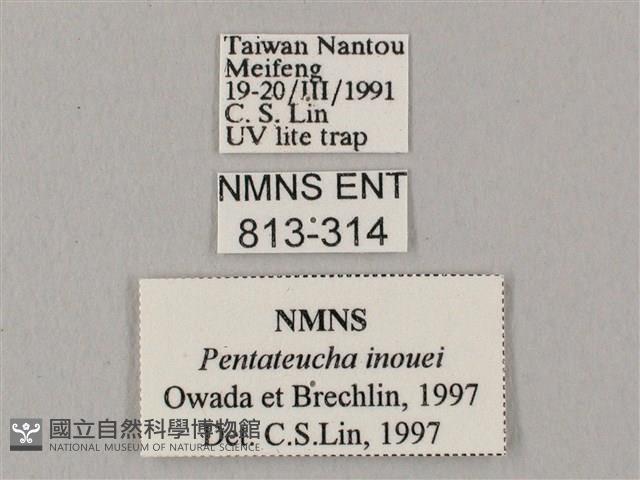 Taiwan Nantou
Meifeng
19-20/III/1991
C. S. Lin
UV lite trap
NMNS ENT
813-314
NMNS
Pentateucha inouei
Owada et Brechlin, 1997
Det. C.S.Lin, 1997
國立自然科學博物館
NATIONAL MUSEUM OF NATURAL SCIENCE